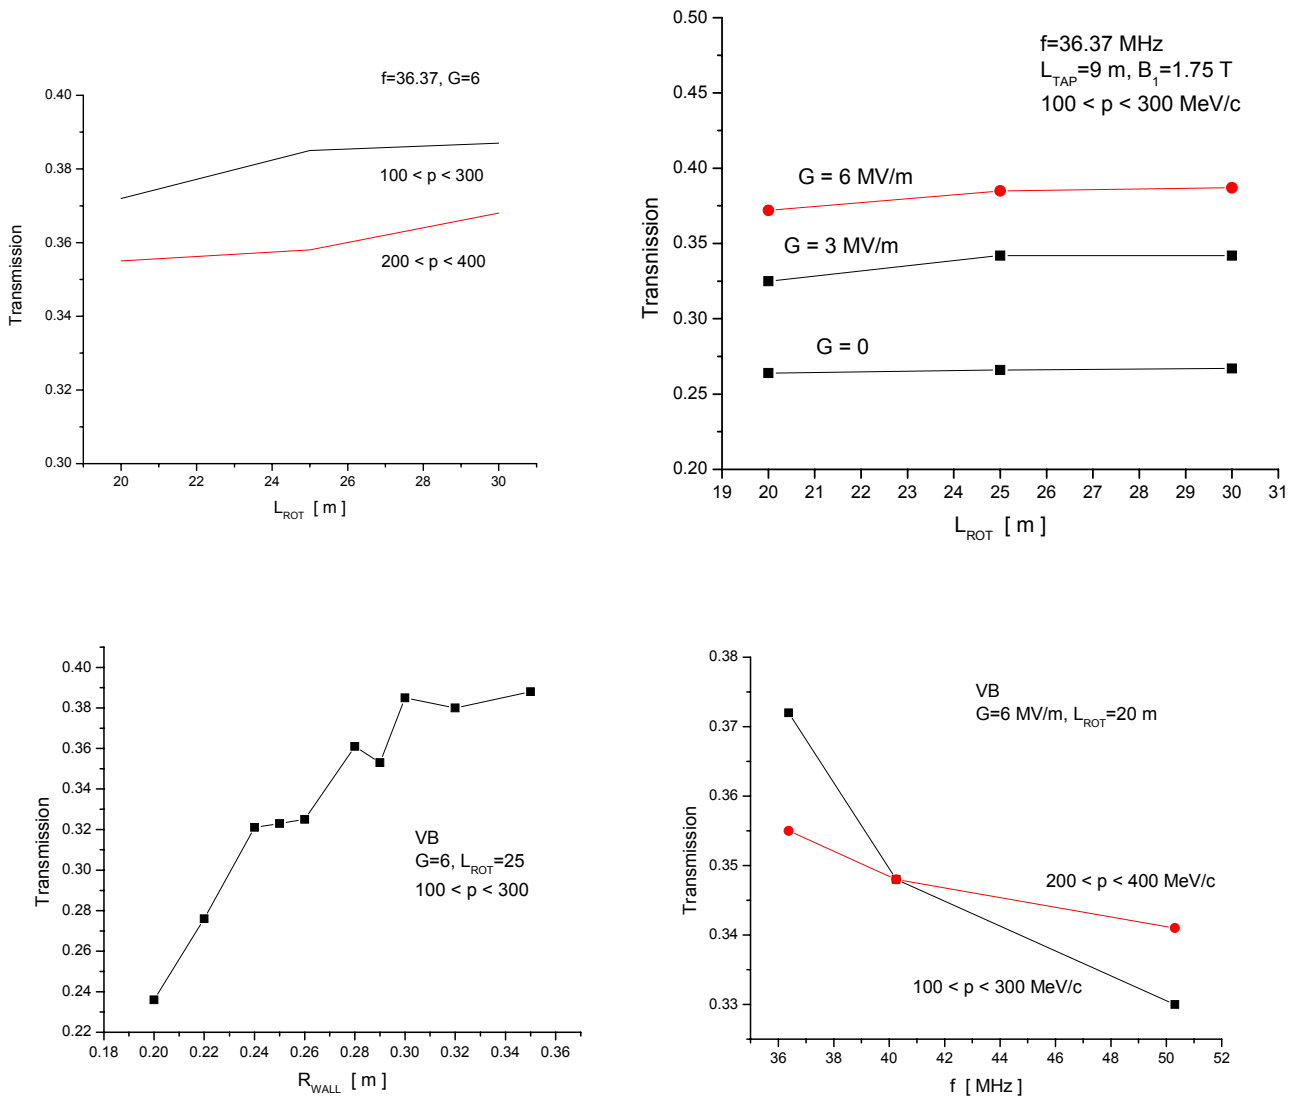 f=36.37, G=6
0.40
0.38
0.36
0.34
0.32
0.30
Transmission
100 < p < 300
200 < p < 400
20 22 24 26 28 30
L_ROT [ m ]
0.50
0.45
0.40
0.35
0.30
0.25
0.20
Transnission
f=36.37 MHz
L_TAP=9 m, B_1=1.75 T
100 < p < 300 MeV/c
G = 6 MV/m
G = 3 MV/m
G = 0
19 20 21 22 23 24 25 26 27 28 29 30 31
L_ROT [ m ]
0.40
0.38
0.36
0.34
0.32
0.30
0.28
0.26
0.24
0.22
Transmission
VB
G=6, L_ROT=25
100 < p < 300
0.18 0.20 0.22 0.24 0.26 0.28 0.30 0.32 0.34 0.36
R_WALL [ m ]
0.38
0.37
0.36
0.35
0.34
0.33
Transmission
VB
G=6 MV/m, L_ROT=20 m
200 < p < 400 MeV/c
100 < p < 300 MeV/c
36 38 40 42 44 46 48 50 52
f [ MHz]